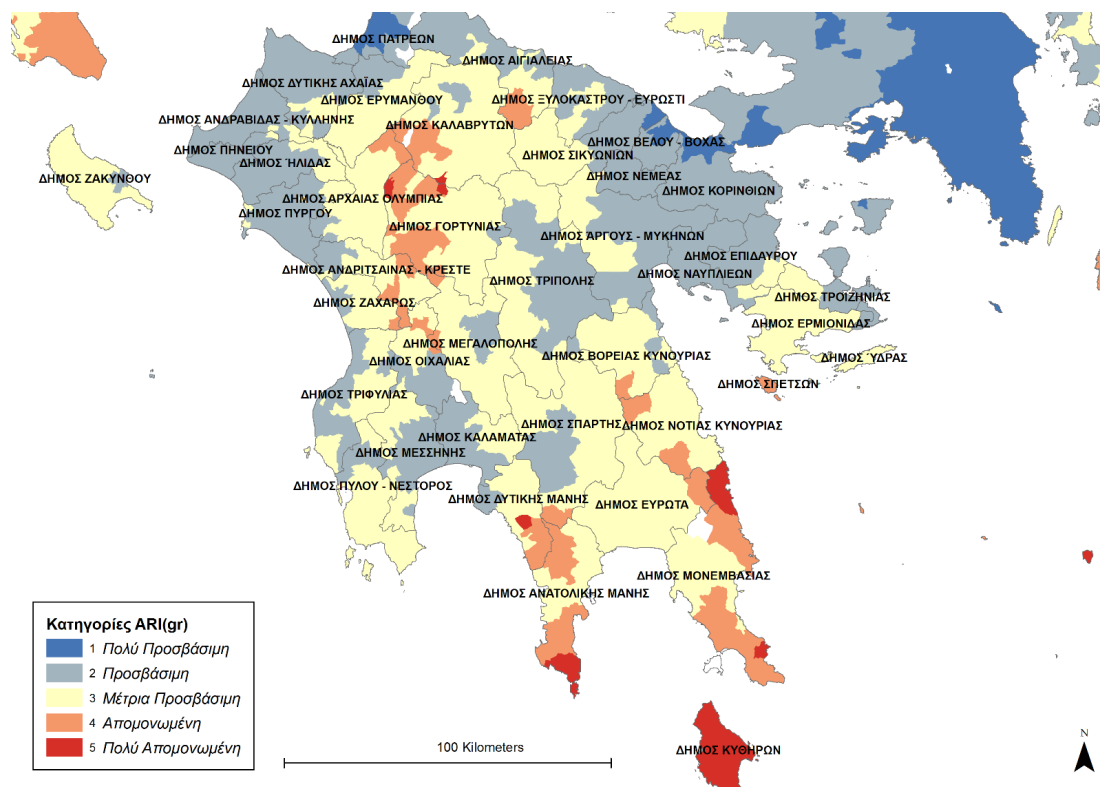 ΔΗΜΟΣ ΠΑΤΡΕΩΝ
ΔΗΜΟΣ ΑΙΓΙΑΛΕΙΑΣ
ΔΗΜΟΣ ΔΥΤΙΚΗΣ ΑΧΑΪΑΣ
ΔΗΜΟΣ ΕΡΥΜΑΝΘΟΥ
ΔΗΜΟΣ ΞΥΛΟΚΑΣΤΡΟΥ - ΕΥΡΩΣΤΙ
ΔΗΜΟΣ ΑΝΔΡΑΒΙΔΑΣ - ΚΥΛΛΗΝΗΣ
ΔΗΜΟΣ ΚΑΛΑΒΡΥΤΩΝ
ΔΗΜΟΣ ΒΕΛΟΥ - ΒΟΧΑΣ
ΔΗΜΟΣ ΠΗΝΕΙΟΥ
ΔΗΜΟΣ ΣΙΚΥΩΝΙΩΝ
ΔΗΜΟΣ ΉΛΙΔΑΣ
ΔΗΜΟΣ ΝΕΜΕΑΣ
ΔΗΜΟΣ ΖΑΚΥΝΘΟΥ
ΔΗΜΟΣ ΚΟΡΙΝΘΙΩΝ
ΔΗΜΟΣ ΑΡΧΑΙΑΣ ΟΛΥΜΠΙΑΣ
ΔΗΜΟΣ ΠΥΡΓΟΥ
ΔΗΜΟΣ ΓΟΡΤΥΝΙΑΣ
ΔΗΜΟΣ ΆΡΓΟΥΣ - ΜΥΚΗΝΩΝ
ΔΗΜΟΣ ΕΠΙΔΑΥΡΟΥ
ΔΗΜΟΣ ΑΝΔΡΙΤΣΑΙΝΑΣ - ΚΡΕΣΤΕ
ΔΗΜΟΣ ΝΑΥΠΛΙΕΩΝ
ΔΗΜΟΣ ΤΡΙΠΟΛΗΣ
ΔΗΜΟΣ ΤΡΟΙΖΗΝΙΑΣ
ΔΗΜΟΣ ΖΑΧΑΡΩΣ
ΔΗΜΟΣ ΕΡΜΙΟΝΙΔΑΣ
ΔΗΜΟΣ ΜΕΓΑΛΟΠΟΛΗΣ
ΔΗΜΟΣ ΒΟΡΕΙΑΣ ΚΥΝΟΥΡΙΑΣ
ΔΗΜΟΣ ΎΔΡΑΣ
ΔΗΜΟΣ ΟΙΧΑΛΙΑΣ
ΔΗΜΟΣ ΣΠΕΤΣΩΝ
ΔΗΜΟΣ ΤΡΙΦΥΛΙΑΣ
ΔΗΜΟΣ ΣΠΑΡΤΗΣ
ΔΗΜΟΣ ΝΟΤΙΑΣ ΚΥΝΟΥΡΙΑΣ
ΔΗΜΟΣ ΚΑΛΑΜΑΤΑΣ
ΔΗΜΟΣ ΜΕΣΣΗΝΗΣ
ΔΗΜΟΣ ΠΥΛΟΥ - ΝΕΣΤΟΡΟΣ
ΔΗΜΟΣ ΔΥΤΙΚΗΣ ΜΑΝΗΣ
ΔΗΜΟΣ ΕΥΡΩΤΑ
ΔΗΜΟΣ ΜΟΝΕΜΒΑΣΙΑΣ
ΔΗΜΟΣ ΑΝΑΤΟΛΙΚΗΣ ΜΑΝΗΣ
ΔΗΜΟΣ ΚΥΘΗΡΩΝ
Κατηγορίες ARI(gr)
1 Πολύ Προσβάσιμη
2 Προσβάσιμη
3 Μέτρια Προσβάσιμη
4 Απομονωμένη
5 Πολύ Απομονωμένη
100 Kilometers
N